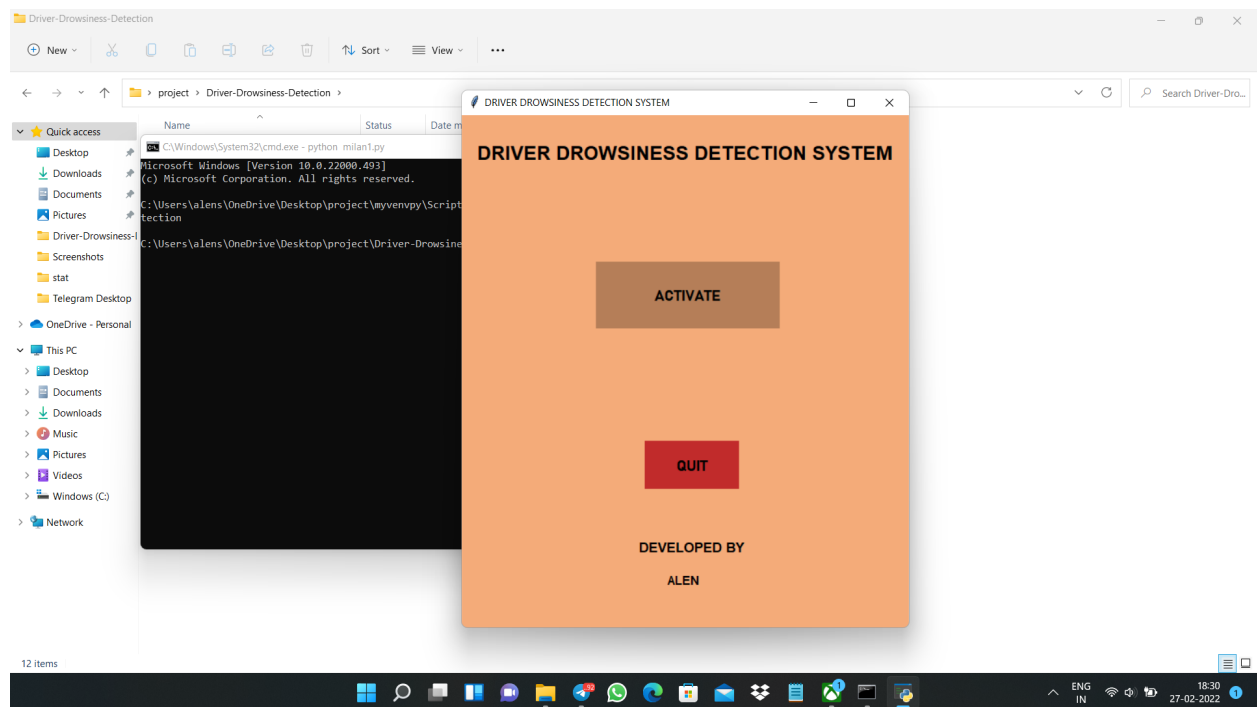 Driver-Drowsiness-Detection
New
Sort
View
project > Driver-Drowsiness-Detection >
Search Driver-Dro...
Quick access
Desktop
Downloads
Documents
Pictures
Driver-Drowsiness-
Screenshots
stat
Telegram Desktop
OneDrive - Personal
This PC
Desktop
Documents
Downloads
Music
Pictures
Videos
Windows (C:)
Network
Name Status Date m
C:\Windows\System32\cmd.exe - python milan1.py
Microsoft Windows [Version 10.0.22000.493]
(c) Microsoft Corporation. All rights reserved.
C:\Users\alens\OneDrive\Desktop\project\myvenvpy\Script
tection
C:\Users\alens\OneDrive\Desktop\project\Driver-Drowsine
DRIVER DROWSINESS DETECTION SYSTEM
DRIVER DROWSINESS DETECTION SYSTEM
ACTIVATE
QUIT
DEVELOPED BY
ALEN
12 items
92
1
ENG
IN
18:30
27-02-2022
1